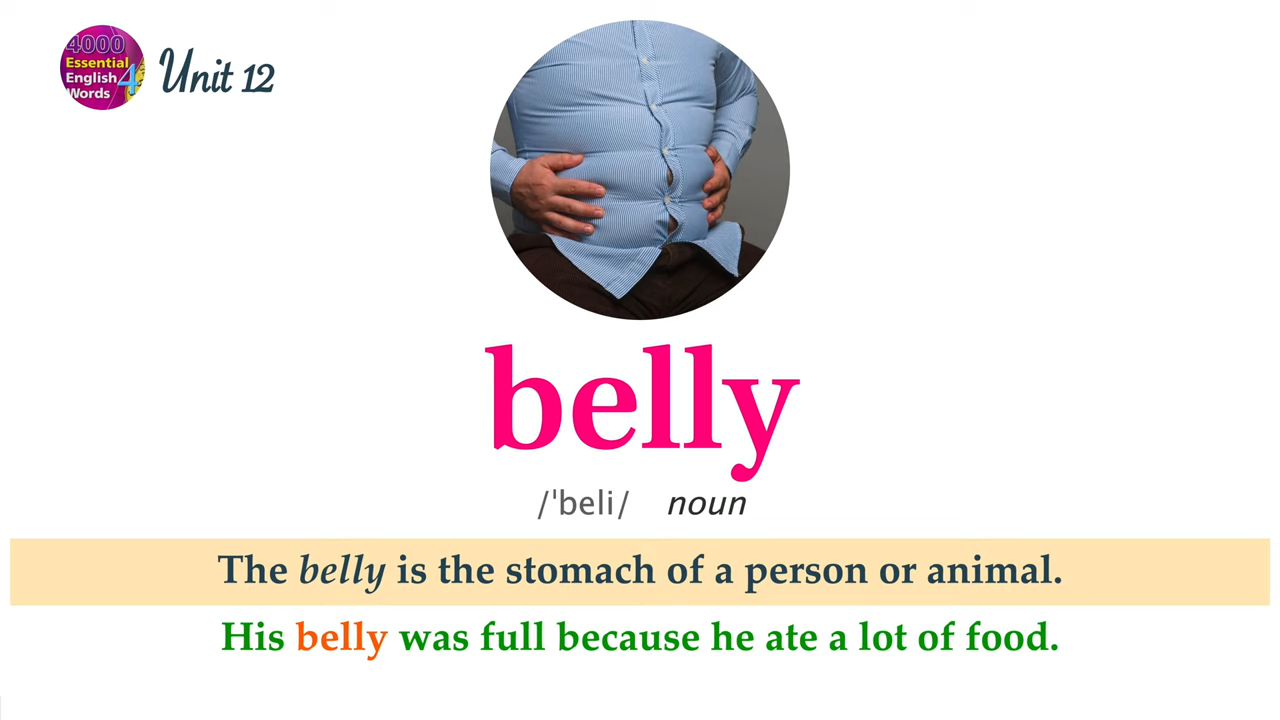 4000
Essential
English
Words 4
Unit 12
belly
/ˈbeli/ noun
The belly is the stomach of a person or animal.
His belly was full because he ate a lot of food.